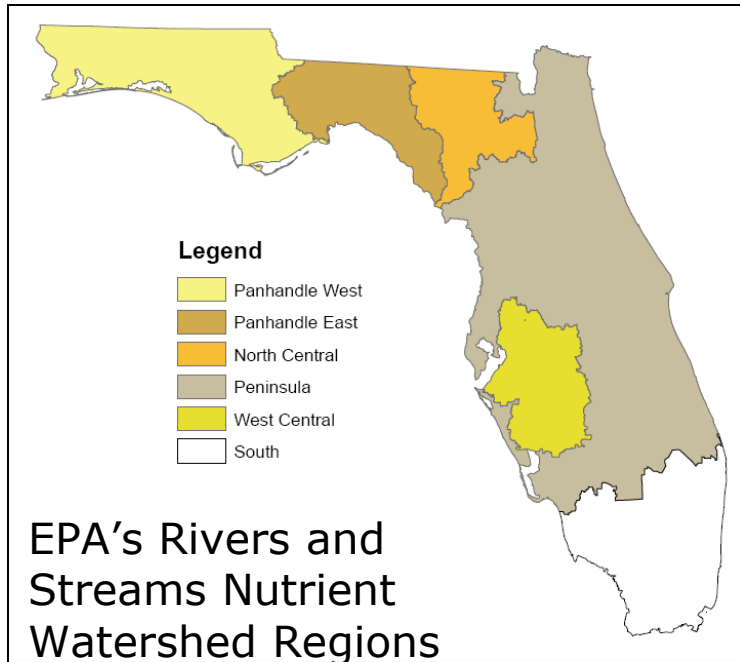 Legend
Panhandle West
Panhandle East
North Central
Peninsula
West Central
South
EPA's Rivers and
Streams Nutrient
Watershed Regions